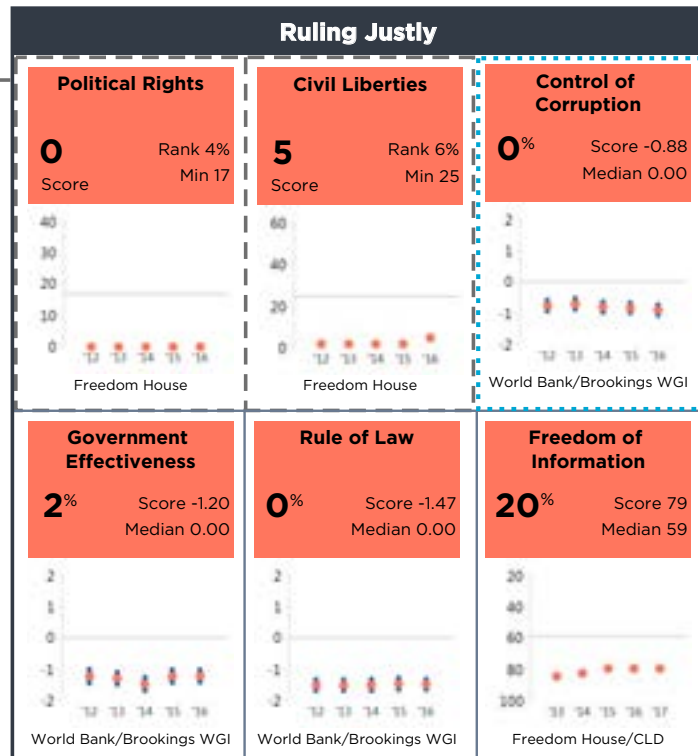 Ruling Justly
Political Rights
0
Score
Rank 4%
Min 17
40
30
20
10
0
'12 '13 '14 '15 '16
Freedom House
Civil Liberties
5
Score
Rank 6%
Min 25
60
40
20
0
'12 '13 '14 '15 '16
Freedom House
Control of
Corruption
0%
Score -0.88
Median 0.00
2
1
0
-1
-2
'12 '13 '14 '15 '16
World Bank/Brookings WGI
Government
Effectiveness
2%
Score -1.20
Median 0.00
2
1
0
-1
-2
'12 '13 '14 '15 '16
World Bank/Brookings WGI
Rule of Law
0%
Score -1.47
Median 0.00
2
1
0
-1
-2
'12 '13 '14 '15 '16
World Bank/Brookings WGI
Freedom of
Information
20%
Score 79
Median 59
20
40
60
80
100
'13 '14 '15 '16 '17
Freedom House/CLD